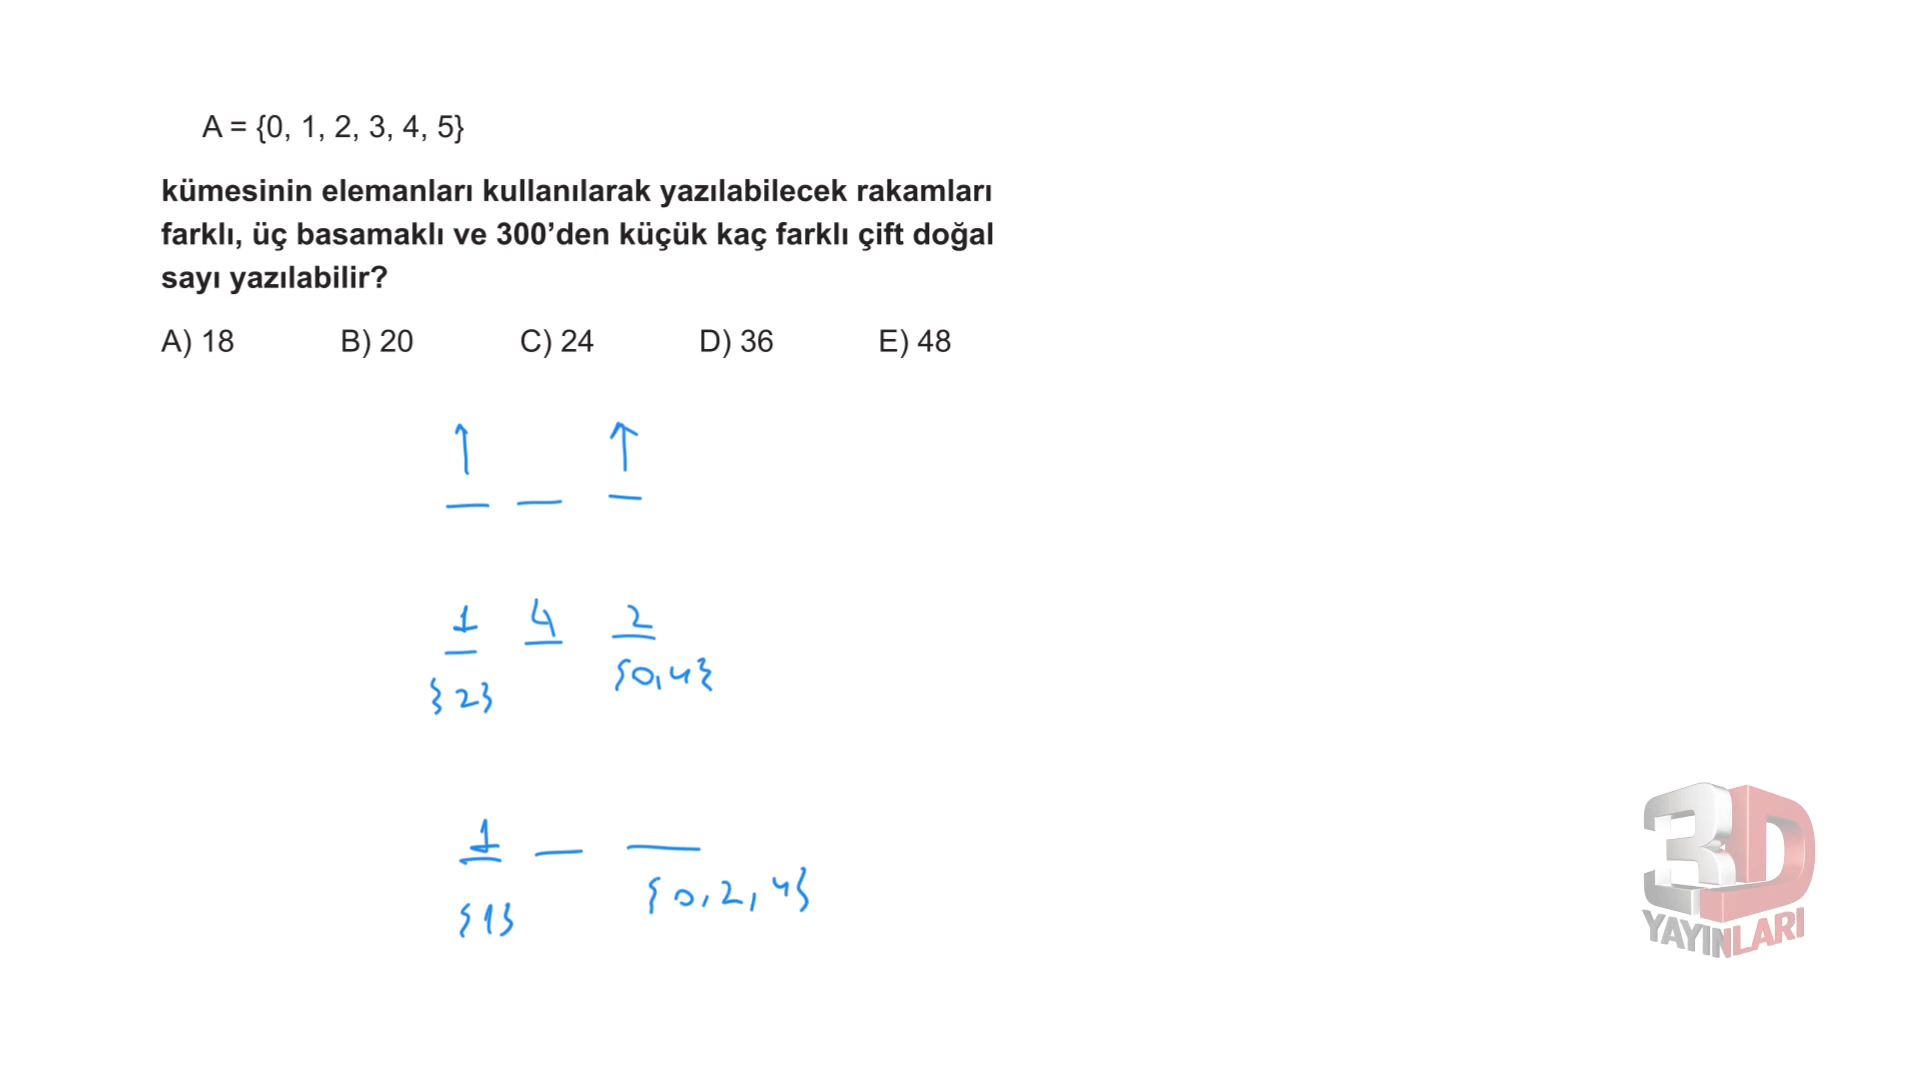 A = {0, 1, 2, 3, 4, 5}
kümesinin elemanları kullanılarak yazılabilecek rakamları
farklı, üç basamaklı ve 300’den küçük kaç farklı çift doğal
sayı yazılabilir?
A) 18 B) 20 C) 24 D) 36 E) 48
1 4 2
{2} {0,4}
1
{1} {0,2,4}
3D
YAYINLARI